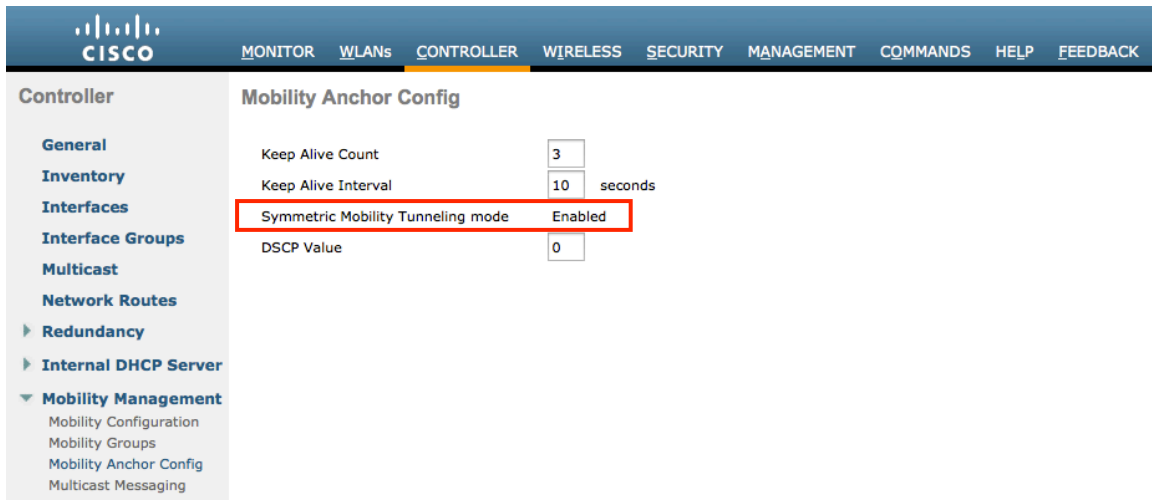 CISCO
MONITOR WLANs CONTROLLER WIRELESS SECURITY MANAGEMENT COMMANDS HELP FEEDBACK
Controller
General
Inventory
Interfaces
Interface Groups
Multicast
Network Routes
Redundancy
Internal DHCP Server
Mobility Management
Mobility Configuration
Mobility Groups
Mobility Anchor Config
Multicast Messaging
Mobility Anchor Config
Keep Alive Count 3
Keep Alive Interval 10 seconds
Symmetric Mobility Tunneling mode Enabled
DSCP Value 0